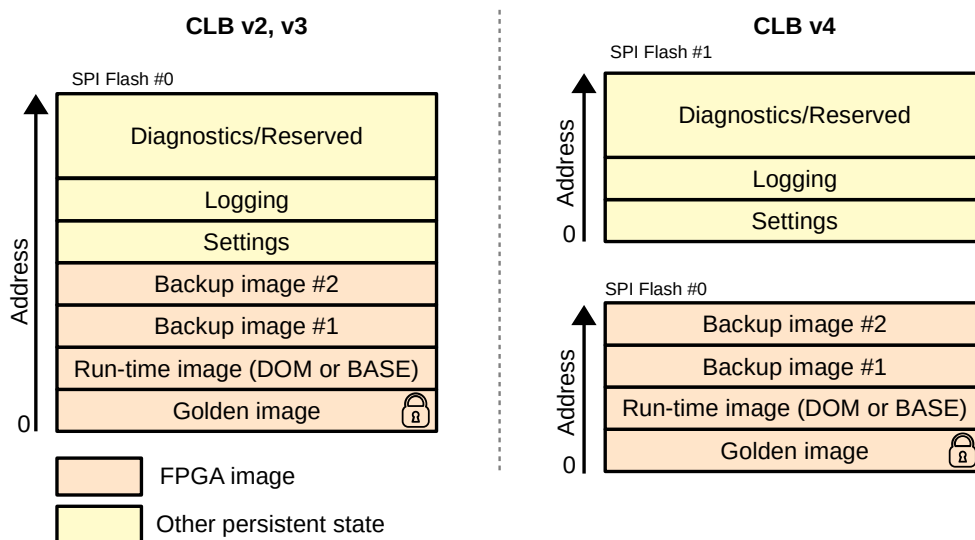 CLB v2, v3
SPI Flash #0
Address
0
Diagnostics/Reserved
Logging
Settings
Backup image #2
Backup image #1
Run-time image (DOM or BASE)
Golden image
FPGA image
Other persistent state
CLB v4
SPI Flash #1
Address
0
Diagnostics/Reserved
Logging
Settings
SPI Flash #0
Address
0
Backup image #2
Backup image #1
Run-time image (DOM or BASE)
Golden image